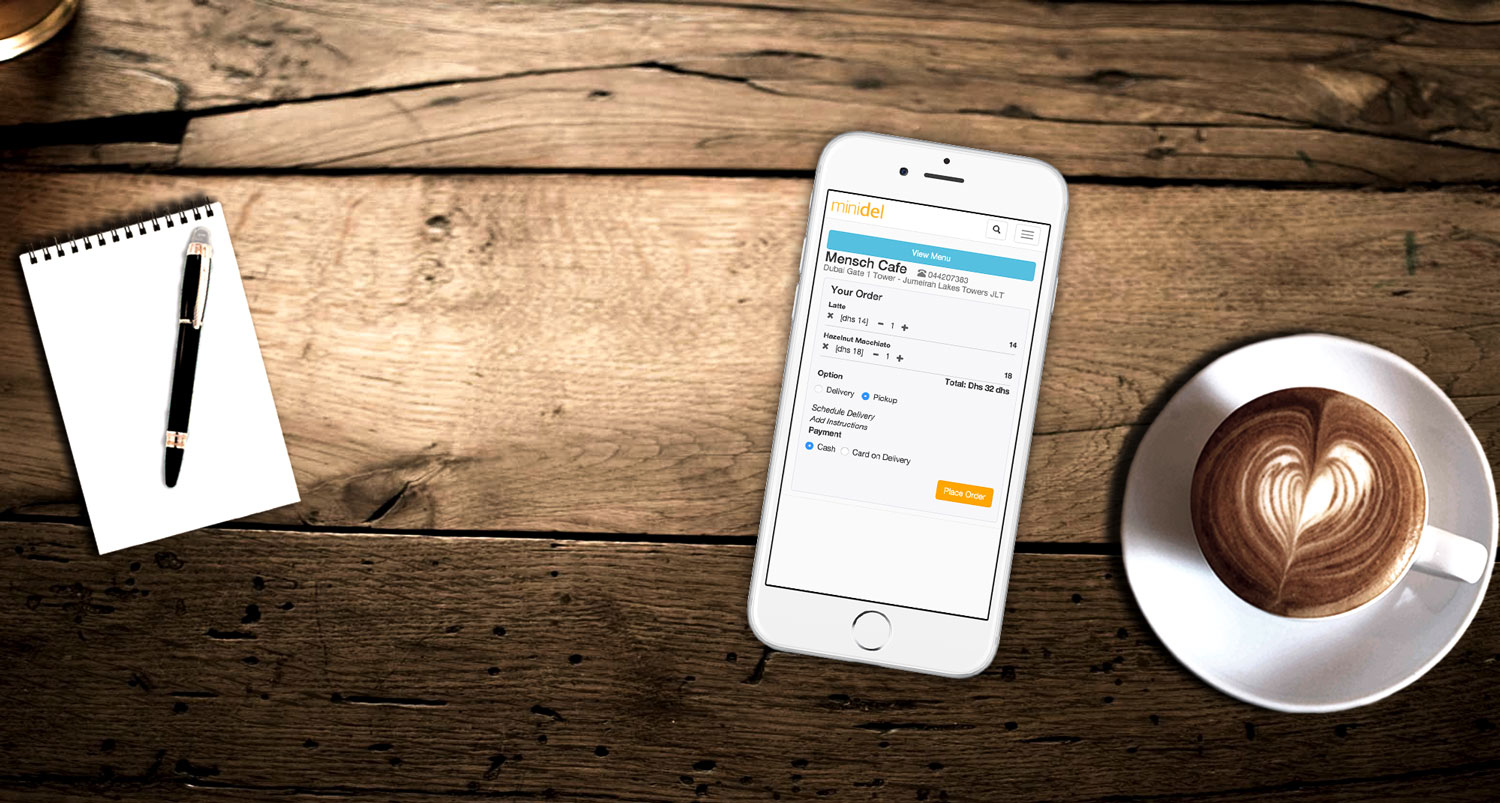 minidel
View Menu
Mensch Cafe 044207383
Dubai Gate 1 Tower - Jumeirah Lakes Towers JLT
Your Order
Latte
[dhs 14] 1 14
Hazelnut Macchiato
[dhs 18] 1 18
Total: Dhs 32 dhs
Option
Delivery Pickup
Schedule Delivery
Add Instructions
Payment
Cash Card on Delivery
Place Order